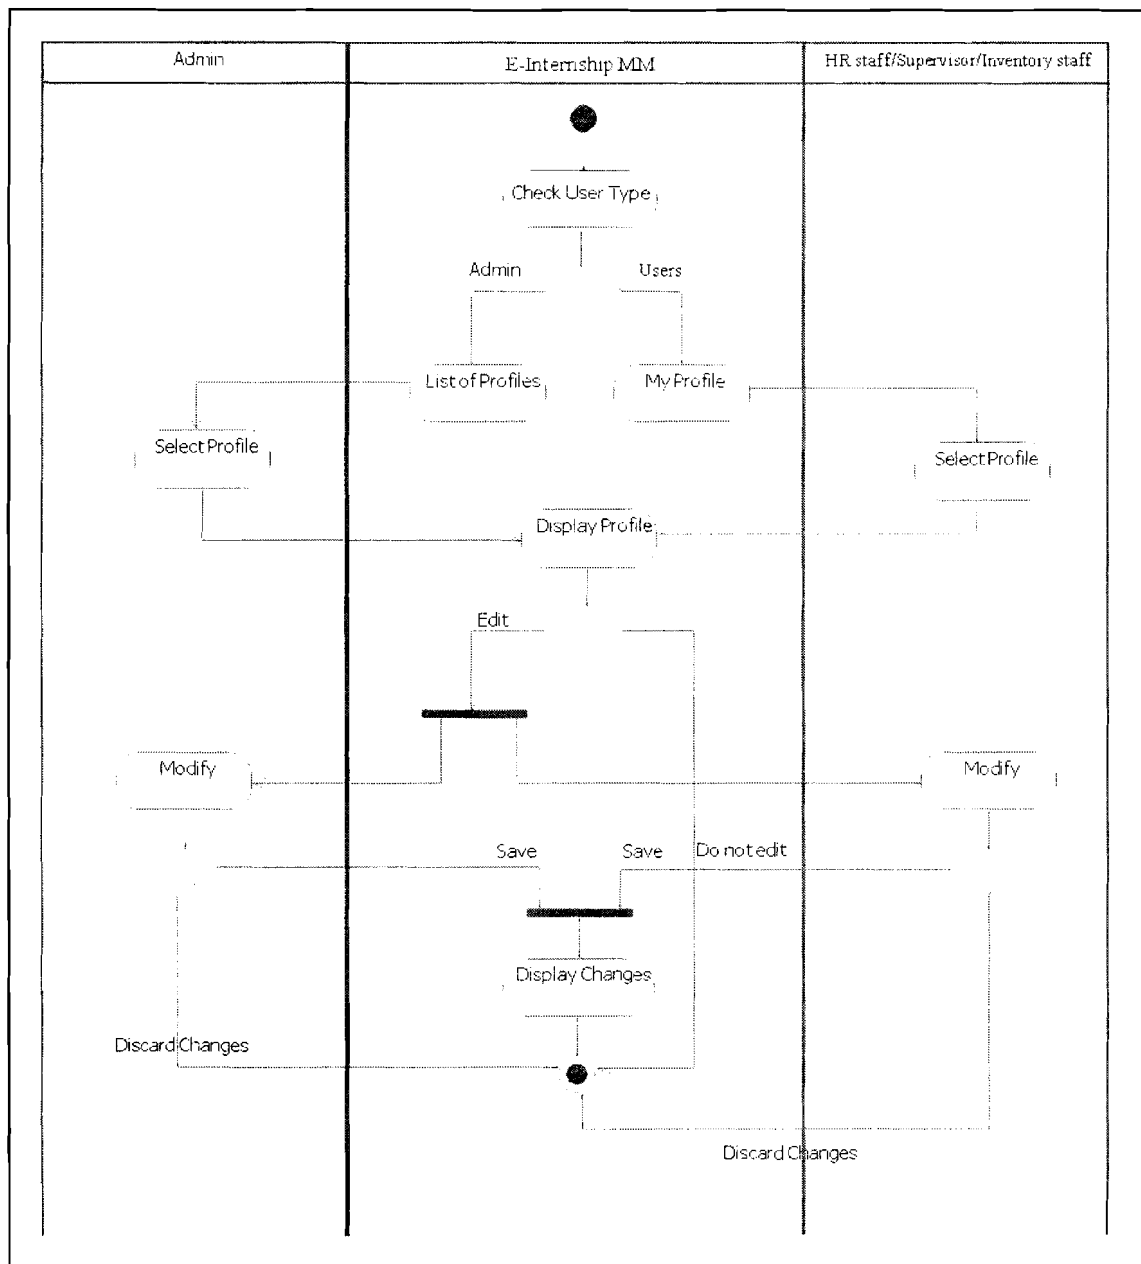 Admin
E-Internship MM
HR staff/Supervisor/Inventory staff
Check User Type
Admin
Users
List of Profiles
My Profile
Select Profile
Select Profile
Display Profile
Edit
Modify
Modify
Save
Save
Do not edit
Display Changes
Discard Changes
Discard Changes